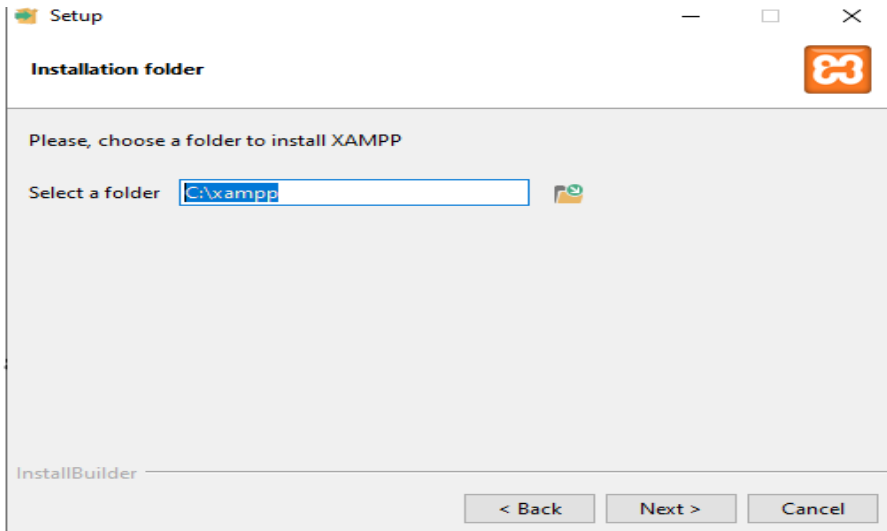 Setup
Installation folder
Please, choose a folder to install XAMPP
Select a folder C:\xampp
InstallBuilder
< Back Next > Cancel